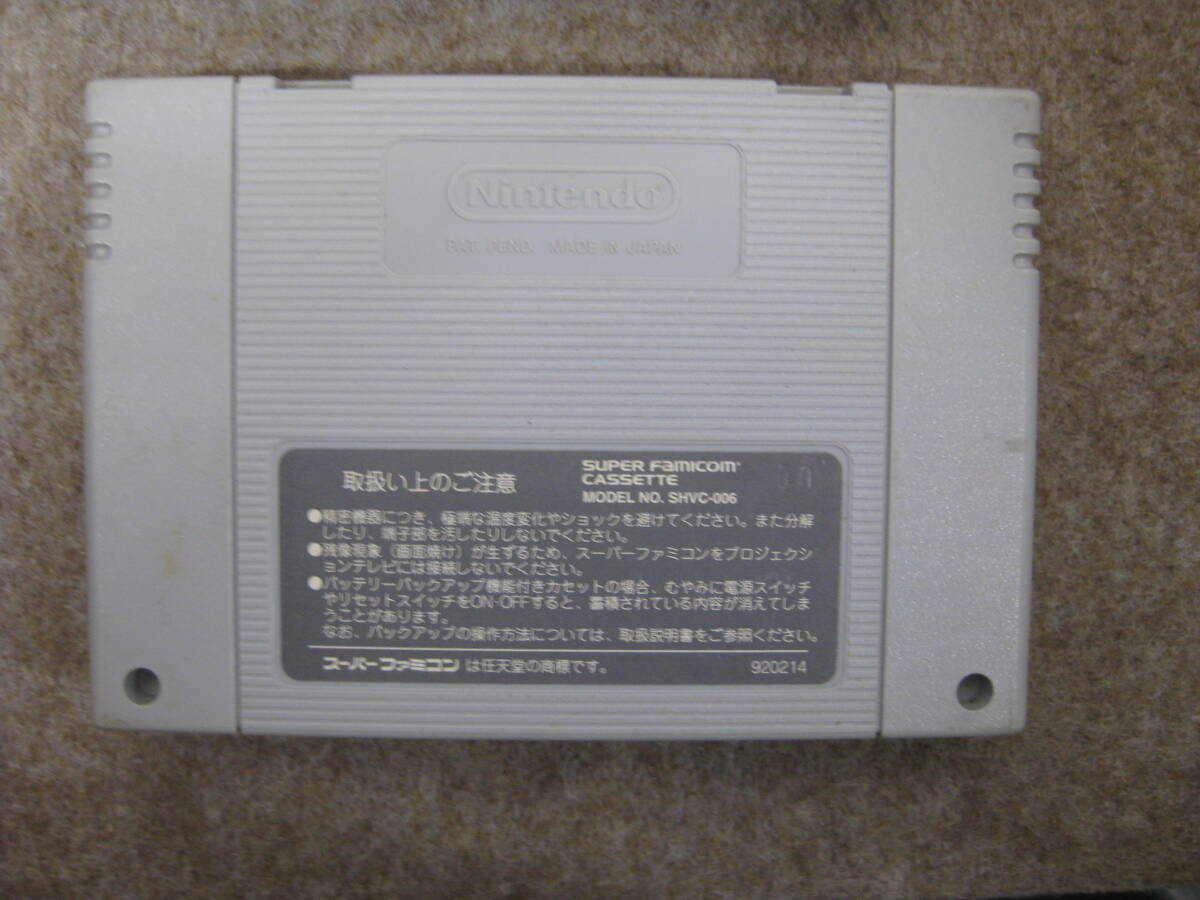 Nintendo®
PAT. PEND. MADE IN JAPAN
取扱い上のご注意
SUPER FAMICOM
CASSETTE
MODEL NO. SHVC-006
●精密機器につき、極端な温度変化やショックを避けてください。また分解
したり、端子部を汚したりしないでください。
●残像現象(画面焼け)が生ずるため、スーパーファミコンをプロジェクシ
ョンテレビには接続しないでください。
●バッテリーバックアップ機能付きカセットの場合、むやみに電源スイッチ
やリセットスイッチをON-OFFすると、蓄積されている内容が消えてしま
うことがあります。
なお、バックアップの操作方法については、取扱説明書をご参照ください。
スーパーファミコン は任天堂の商標です。
920214